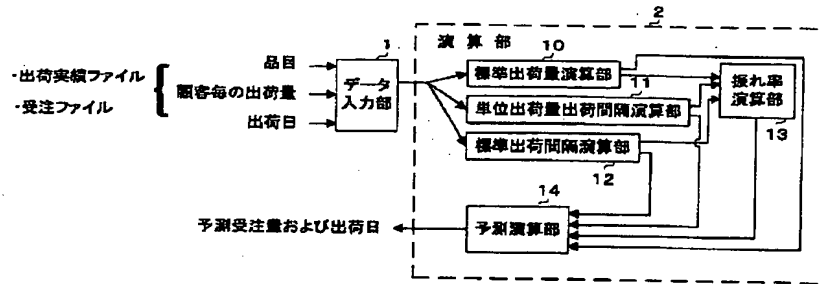 2
演算部
1
10
品目
標準出荷量演算部
・出荷実績ファイル
データ
入力部
11
振れ率
演算部
顧客毎の出荷量
・受注ファイル
単位出荷量出荷間隔演算部
出荷日
13
標準出荷間隔演算部
12
14
予測受注量および出荷日
予測演算部